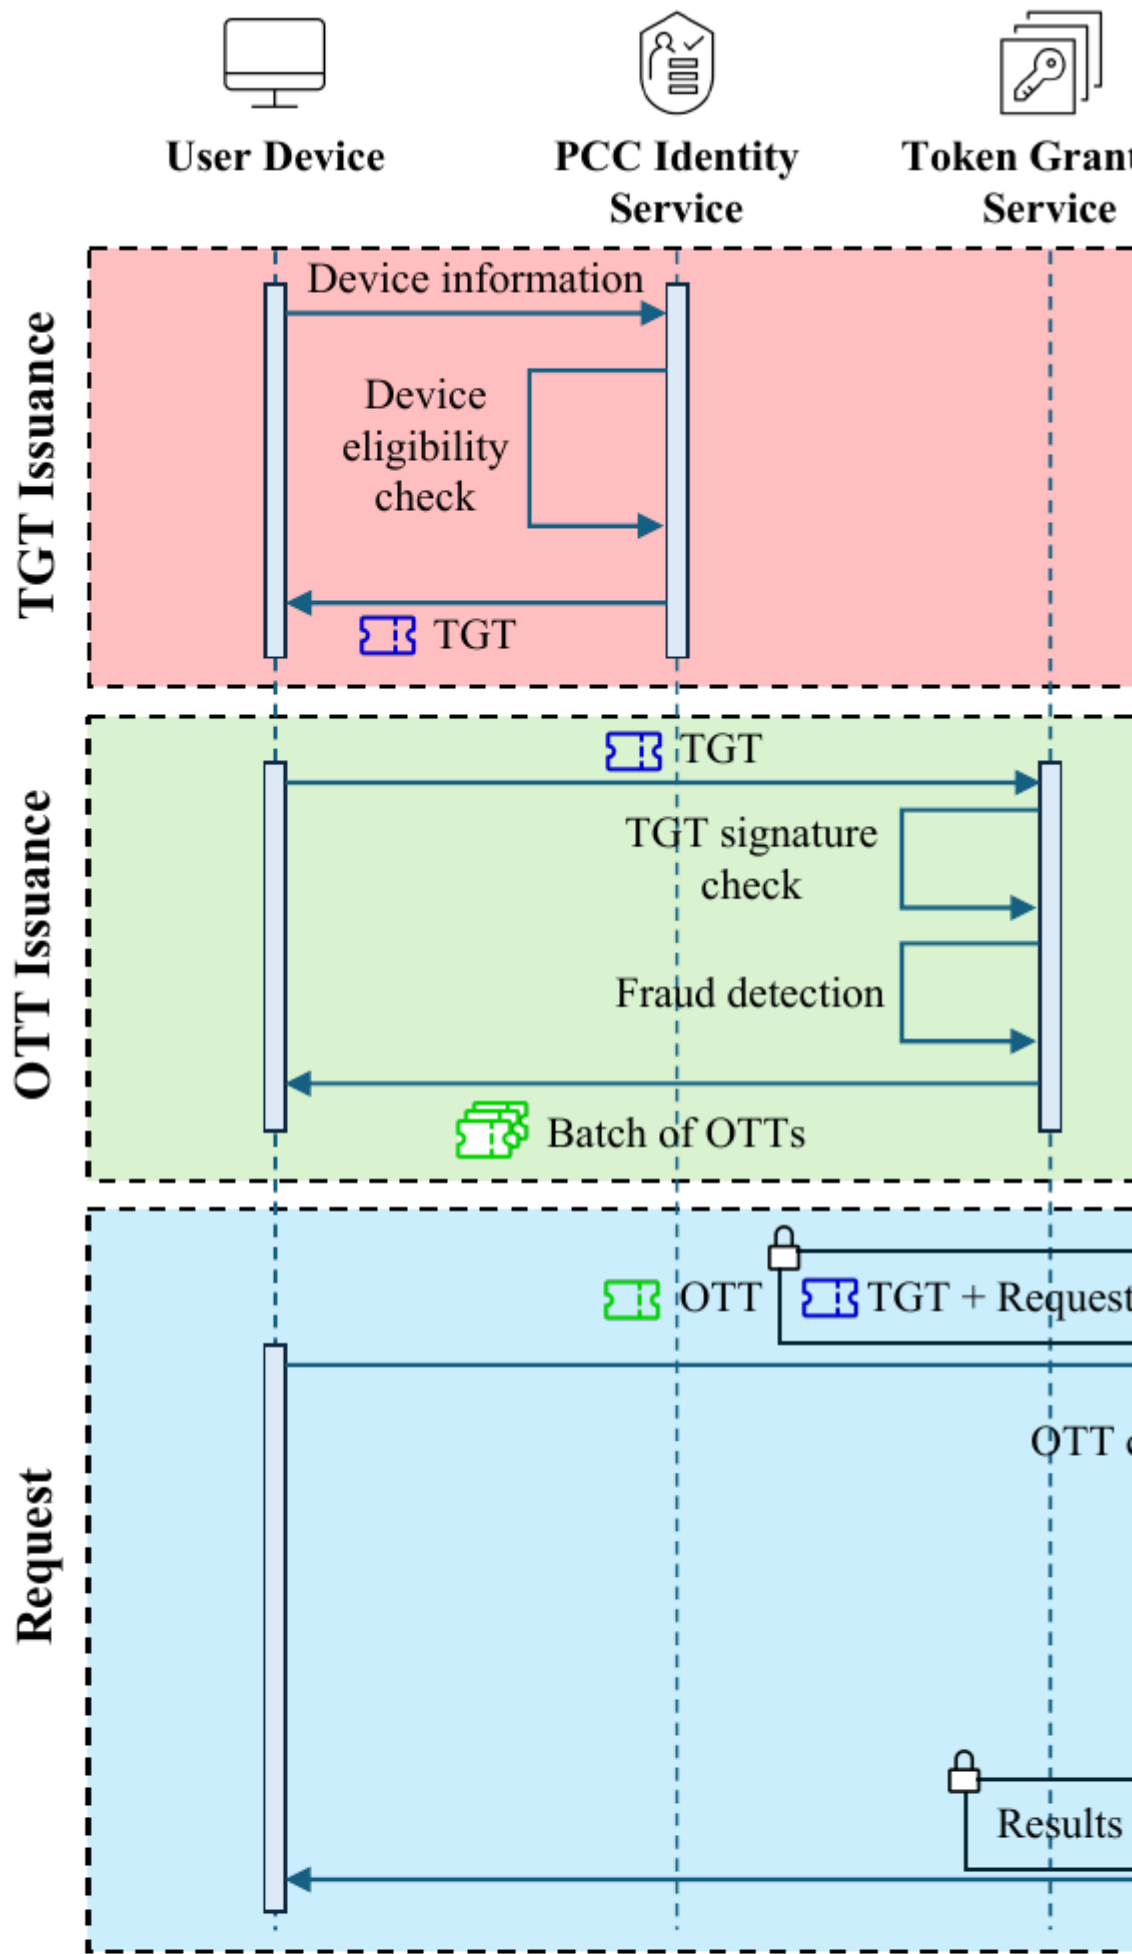 User Device
PCC Identity
Service
Token Grant
Service
TGT Issuance
Device information
Device
eligibility
check
TGT
OTT Issuance
TGT
TGT signature
check
Fraud detection
Batch of OTTs
Request
OTT
TGT + Request
OTT
Results